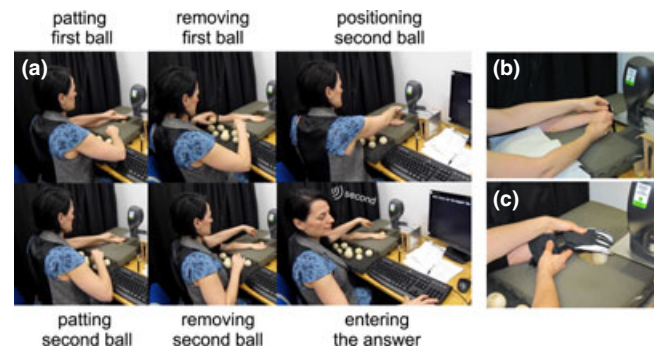 patting
first ball
removing
first ball
positioning
second ball
(a)
(b)
second
(c)
patting
second ball
removing
second ball
entering
the answer